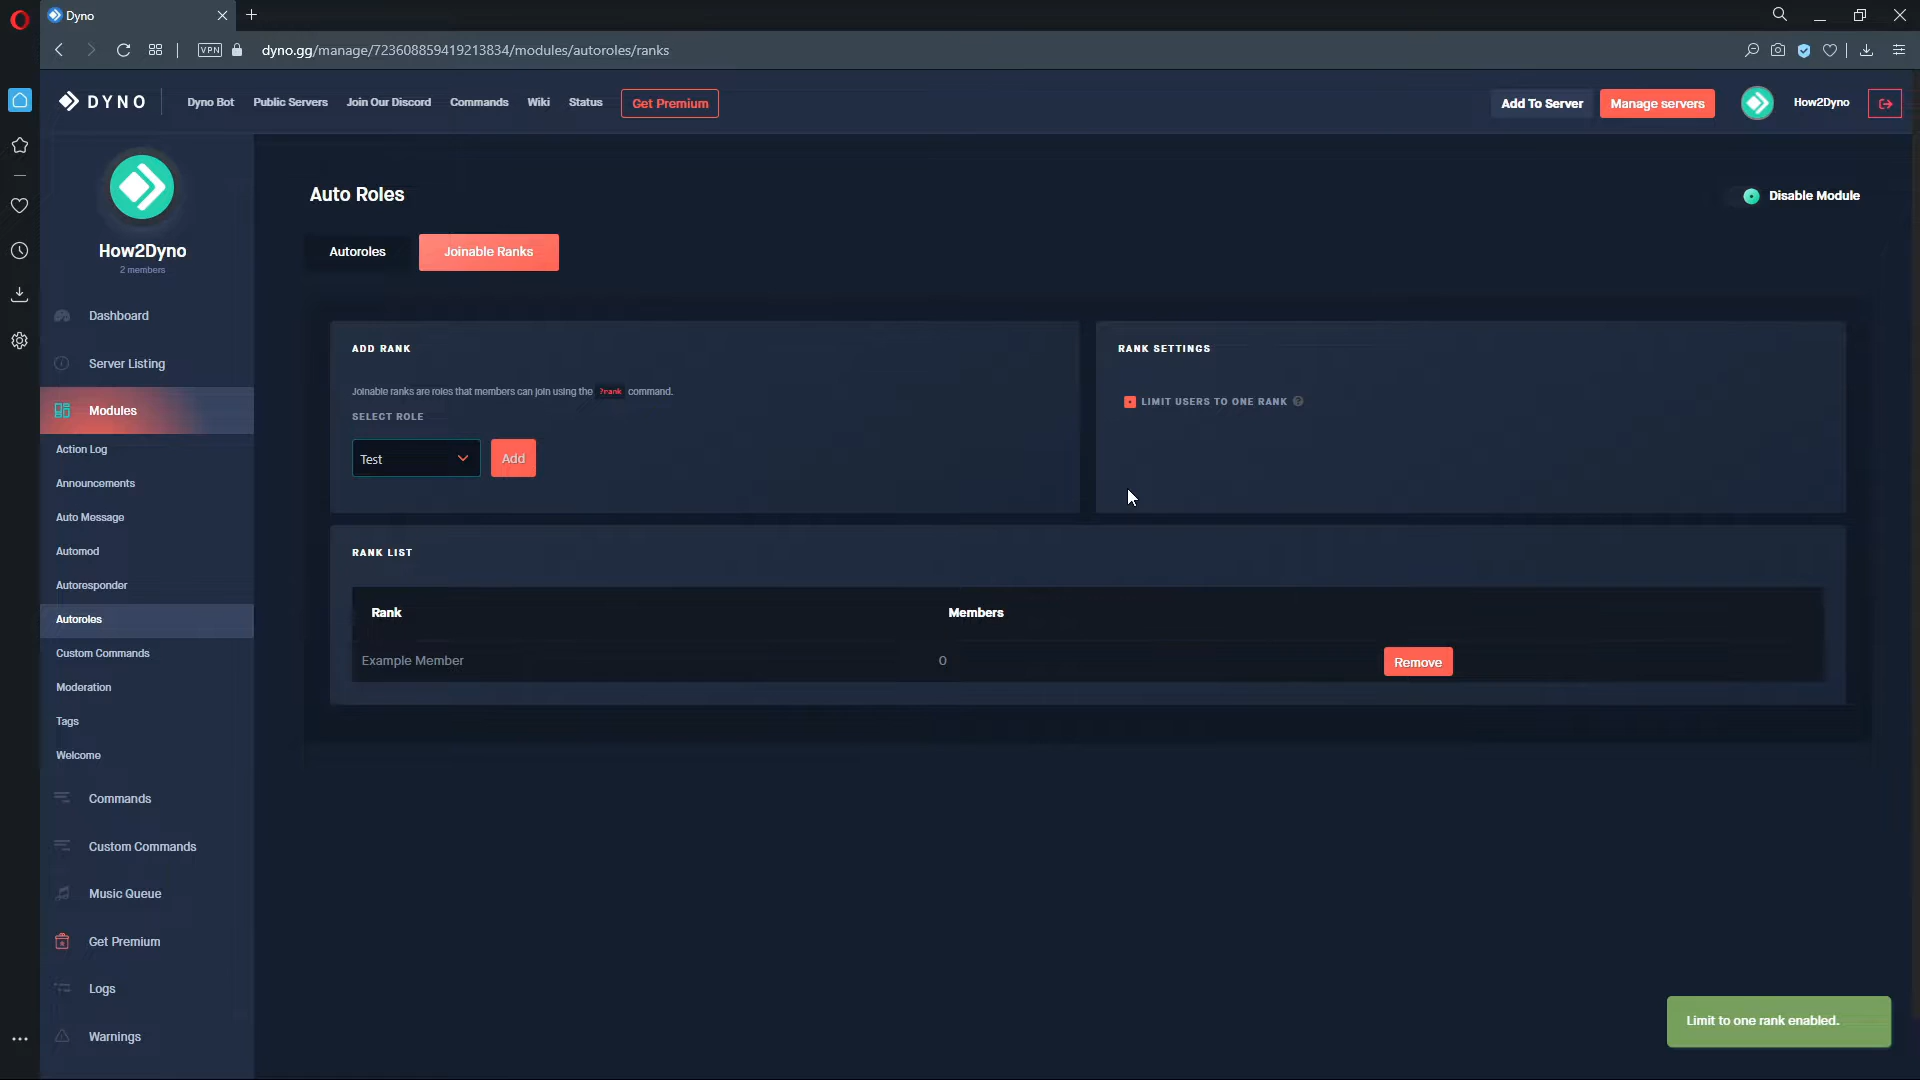 Dyno
VPN
dyno.gg/manage/723608859419213834/modules/autoroles/ranks
DYNO
Dyno Bot
Public Servers
Join Our Discord
Commands
Wiki
Status
Get Premium
Add To Server
Manage servers
How2Dyno
How2Dyno
2 members
Dashboard
Server Listing
Modules
Action Log
Announcements
Auto Message
Automod
Autoresponder
Autoroles
Custom Commands
Moderation
Tags
Welcome
Commands
Custom Commands
Music Queue
Get Premium
Logs
Warnings
Auto Roles
Disable Module
Autoroles
Joinable Ranks
ADD RANK
Joinable ranks are roles that members can join using the ?rank command.
SELECT ROLE
Test
Add
RANK SETTINGS
LIMIT USERS TO ONE RANK ?
RANK LIST
Rank
Members
Example Member
0
Remove
Limit to one rank enabled.